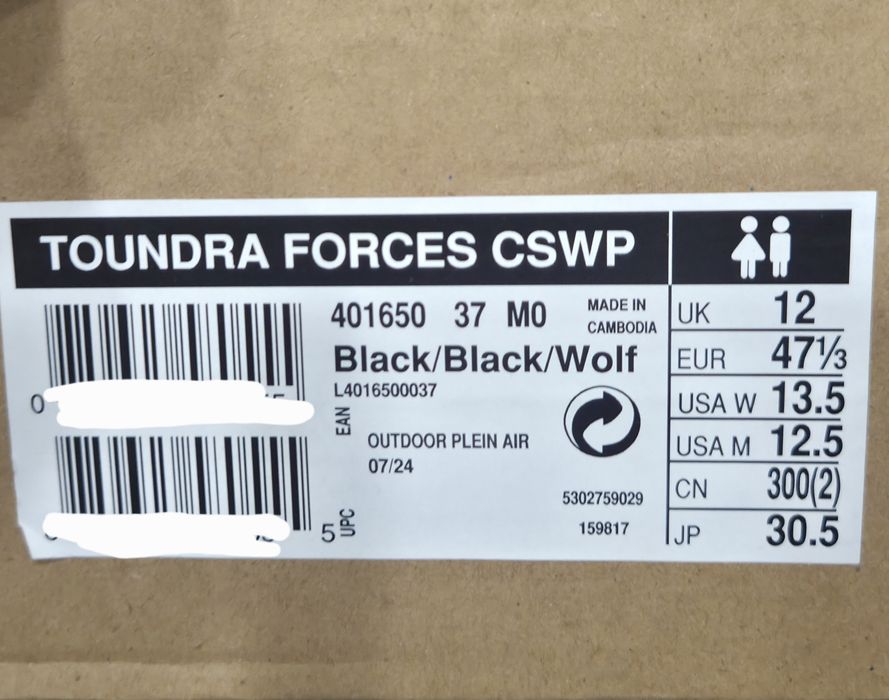 TOUNDRA FORCES CSWP
401650 37 M0
MADE IN
CAMBODIA
Black/Black/Wolf
L4016500037
EAN
OUTDOOR PLEIN AIR
07/24
5302759029
159817
0
5
UPC
UK 12
EUR 47⅓
USA W 13.5
USA M 12.5
CN 300(2)
JP 30.5